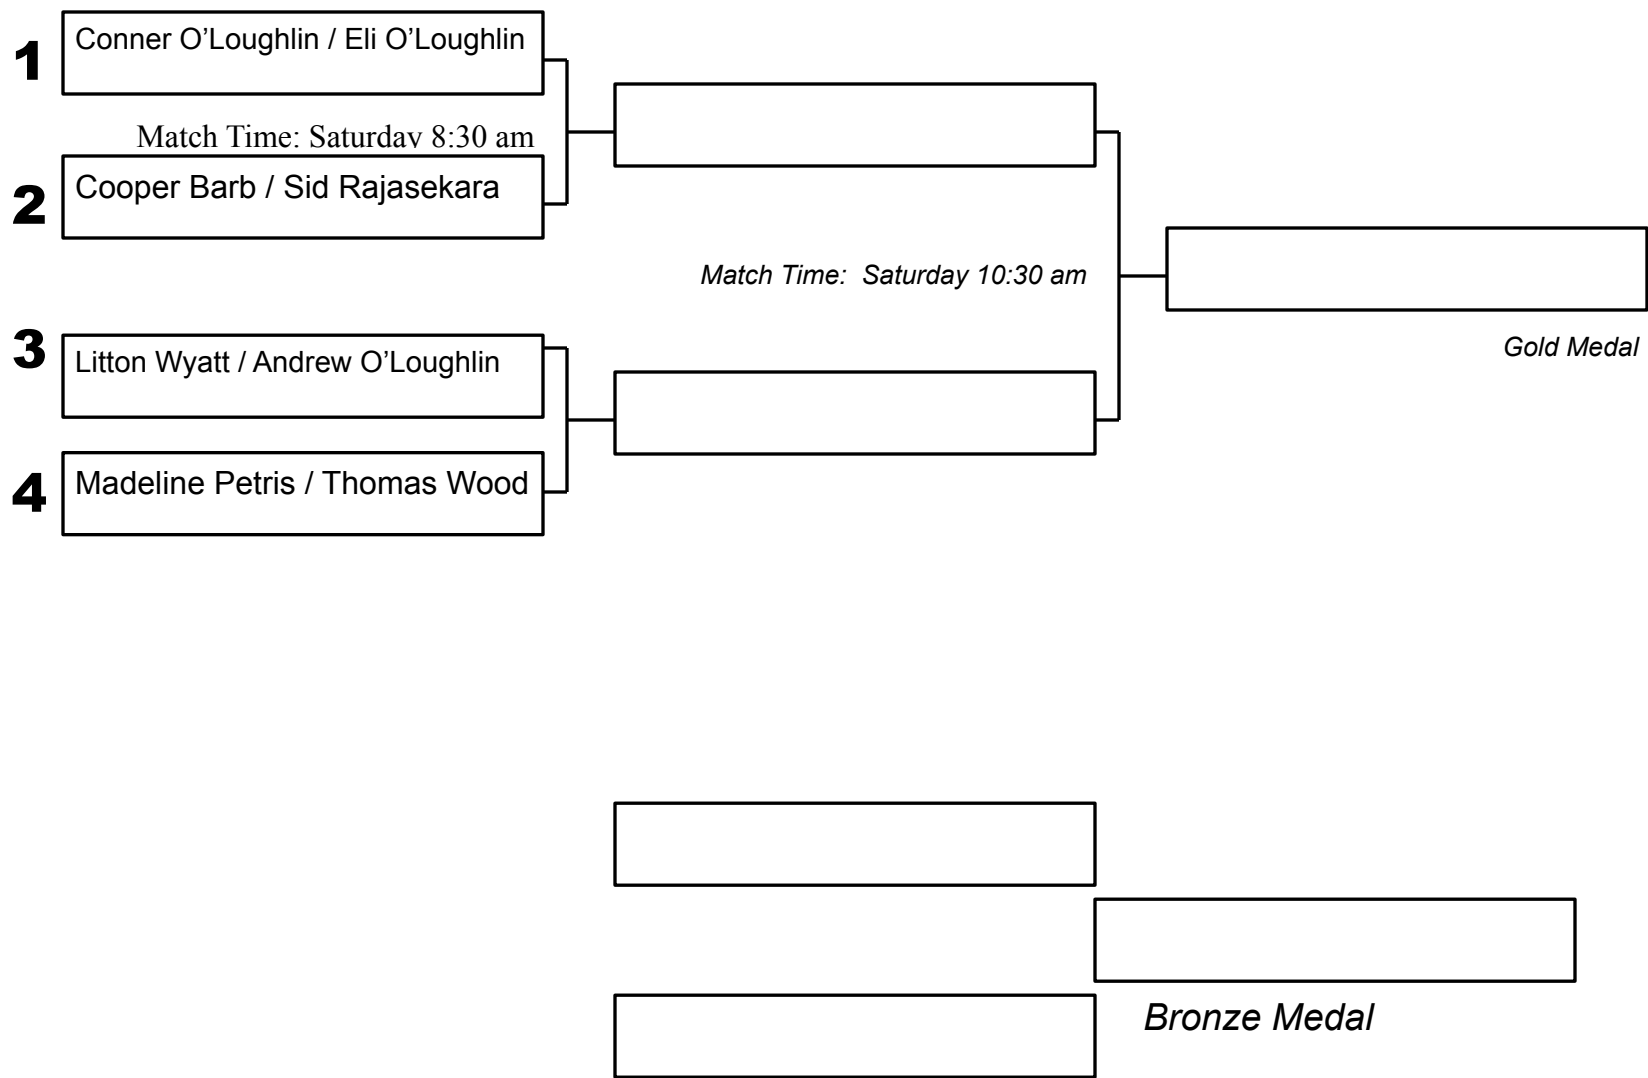 1
Conner O’Loughlin / Eli O’Loughlin
Match Time: Saturday 8:30 am
2
Cooper Barb / Sid Rajasekara
Match Time: Saturday 10:30 am
3
Litton Wyatt / Andrew O’Loughlin
Gold Medal
4
Madeline Petris / Thomas Wood
Bronze Medal